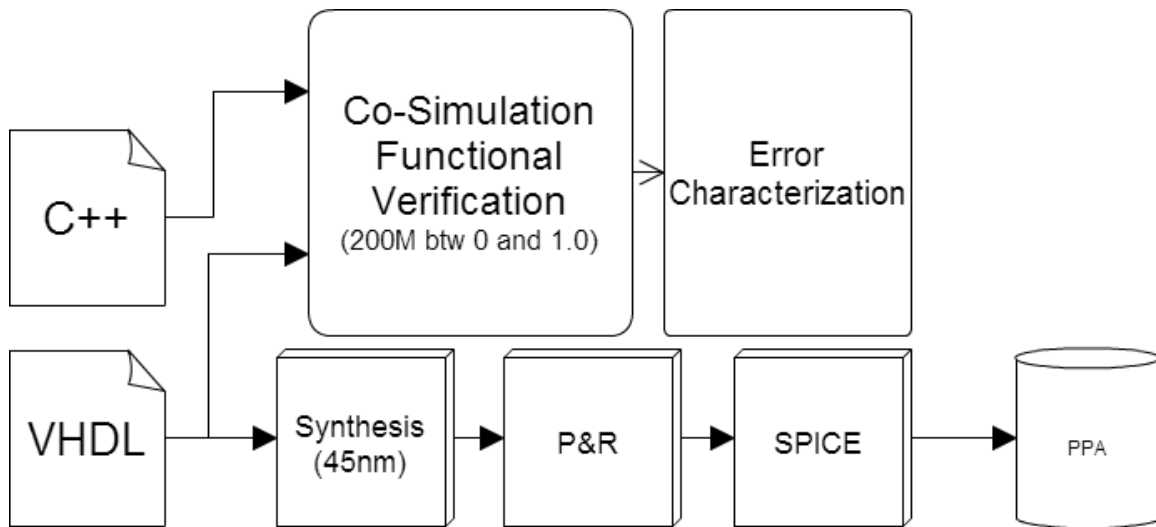 C++
Co-Simulation
Functional
Verification
(200M btw 0 and 1.0)
Error
Characterization
VHDL
Synthesis
(45nm)
P&R
SPICE
PPA